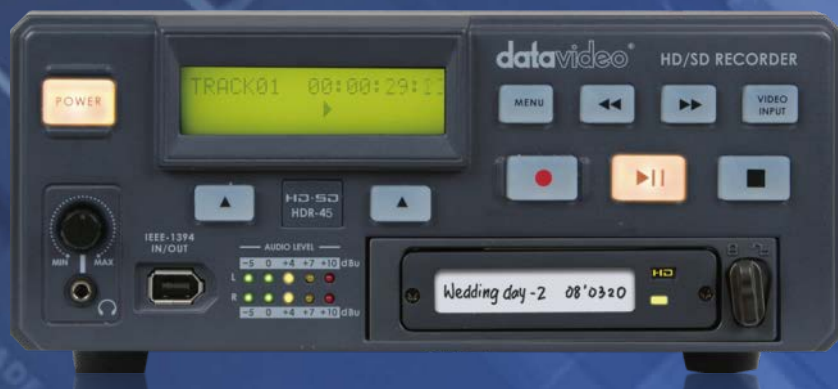 datavideo® HD/SD RECORDER
POWER
TRACK01 00:00:29:13
MENU
VIDEO
INPUT
HD·SD
HDR-45
IEEE-1394
IN/OUT
MIN MAX
AUDIO LEVEL
-5 0 +4 +7 +10 dBu
L
R
-5 0 +4 +7 +10 dBu
HD
Wedding day -2 08'0320